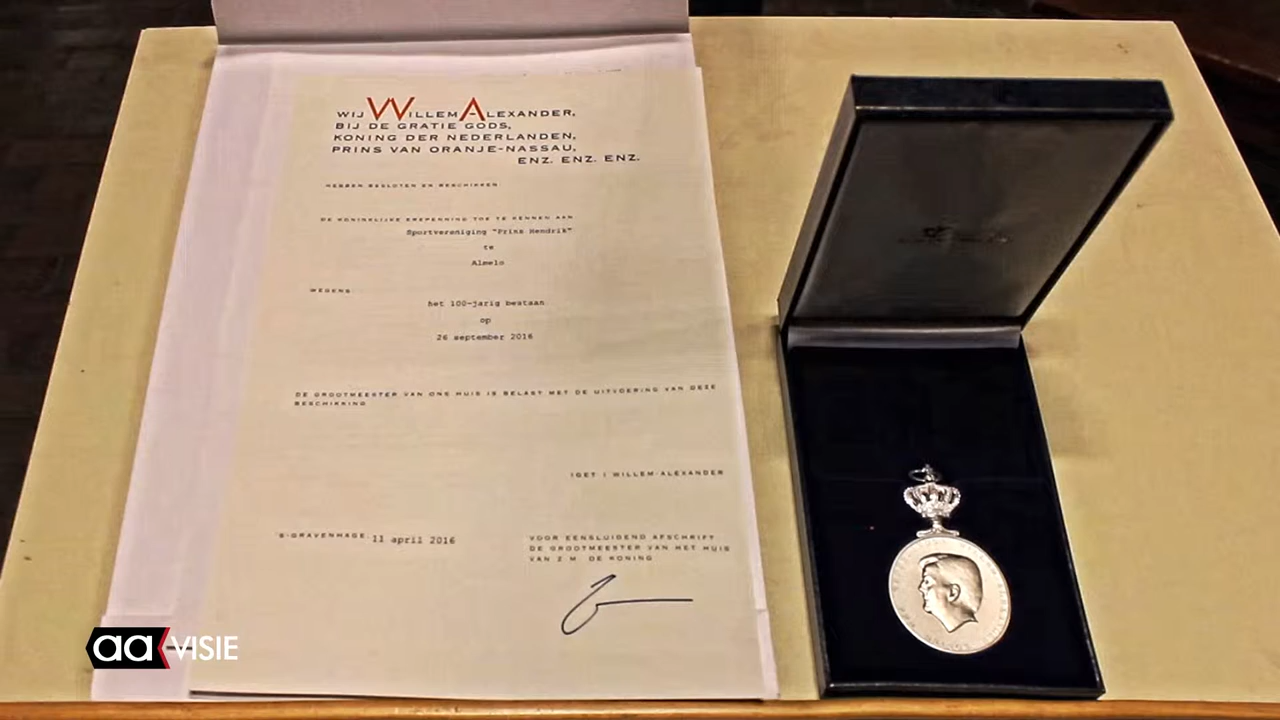 WIJ WILLEM ALEXANDER,
BIJ DE GRATIE GODS,
KONING DER NEDERLANDEN,
PRINS VAN ORANJE-NASSAU,
ENZ. ENZ. ENZ.
HEBBEN BESLOTEN EN BESCHIKKEN
DE KONINKLIJKE EREPENNING TOE TE KENNEN AAN
Sportvereniging "Prins Hendrik"
te
Almelo
WEGENS
het 100-jarig bestaan
op
26 september 2016
DE GROOTMEESTER VAN ONS HUIS IS BELAST MET DE UITVOERING VAN DEZE
BESCHIKKING
(GET.) WILLEM-ALEXANDER
'S-GRAVENHAGE, 11 april 2016
VOOR EENSLUIDEND AFSCHRIFT
DE GROOTMEESTER VAN HET HUIS
VAN Z.M. DE KONING
aa VISIE